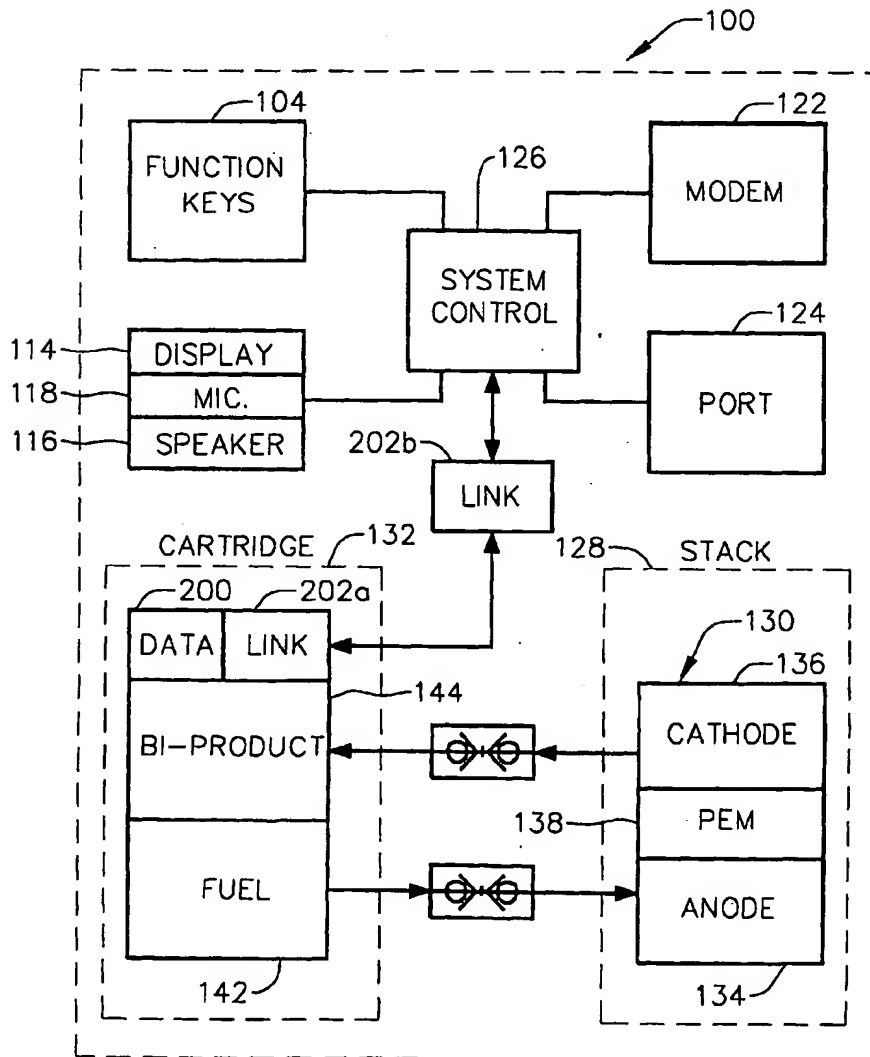 100
104
122
FUNCTION
KEYS
126
MODEM
SYSTEM
CONTROL
124
114
DISPLAY
118
MIC.
PORT
116
SPEAKER
202b
LINK
CARTRIDGE
132
128
STACK
200
202a
DATA
LINK
130
136
144
BI-PRODUCT
CATHODE
138
PEM
FUEL
ANODE
142
134